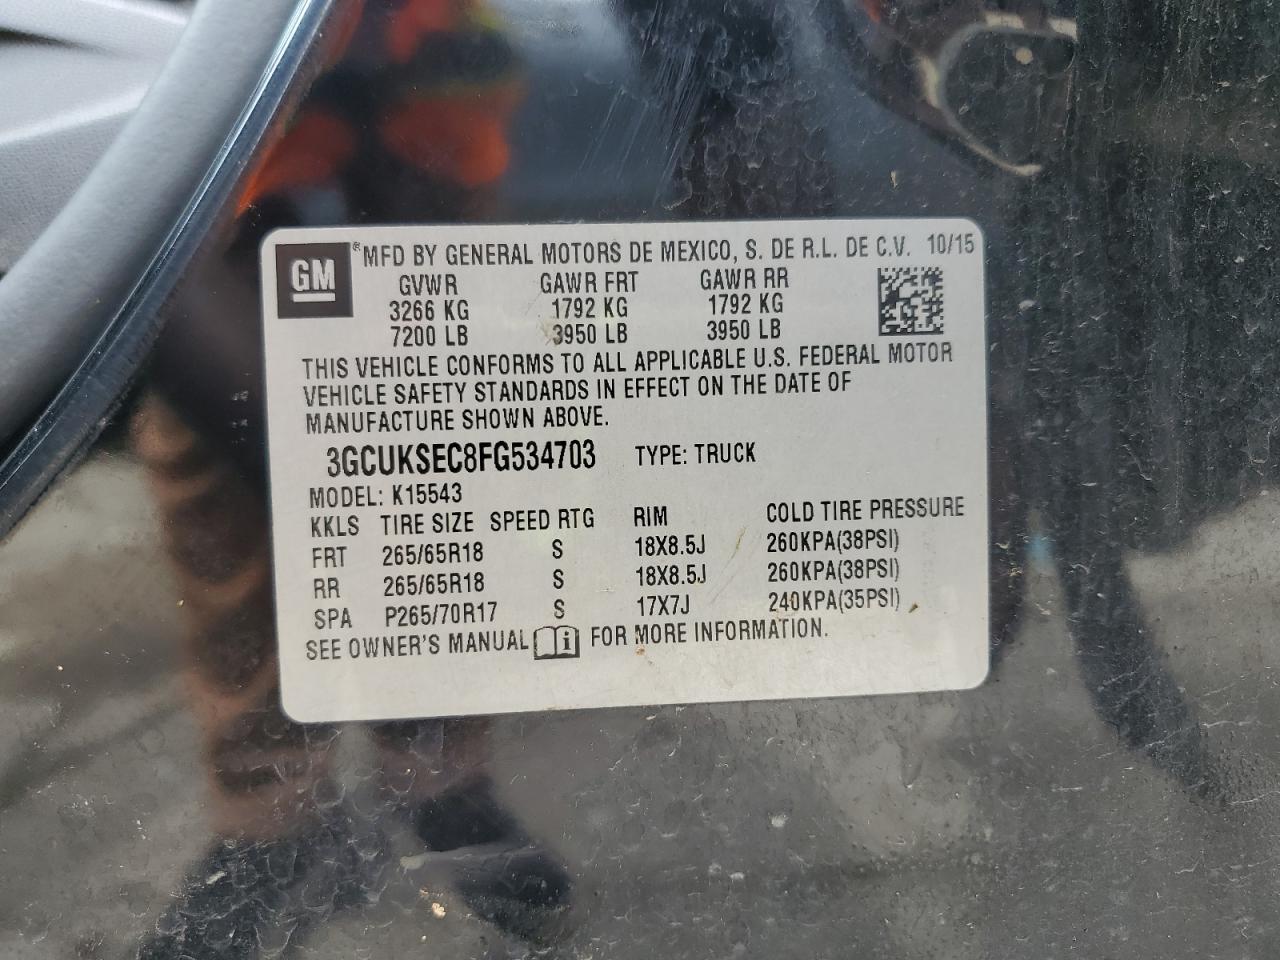 GM ® MFD BY GENERAL MOTORS DE MEXICO, S. DE R.L. DE C.V. 10/15
GVWR GAWR FRT GAWR RR
3266 KG 1792 KG 1792 KG
7200 LB 3950 LB 3950 LB
THIS VEHICLE CONFORMS TO ALL APPLICABLE U.S. FEDERAL MOTOR
VEHICLE SAFETY STANDARDS IN EFFECT ON THE DATE OF
MANUFACTURE SHOWN ABOVE.
3GCUKSEC8FG534703 TYPE: TRUCK
MODEL: K15543
KKLS TIRE SIZE SPEED RTG RIM COLD TIRE PRESSURE
FRT 265/65R18 S 18X8.5J 260KPA(38PSI)
RR 265/65R18 S 18X8.5J 260KPA(38PSI)
SPA P265/70R17 S 17X7J 240KPA(35PSI)
SEE OWNER'S MANUAL i FOR MORE INFORMATION.